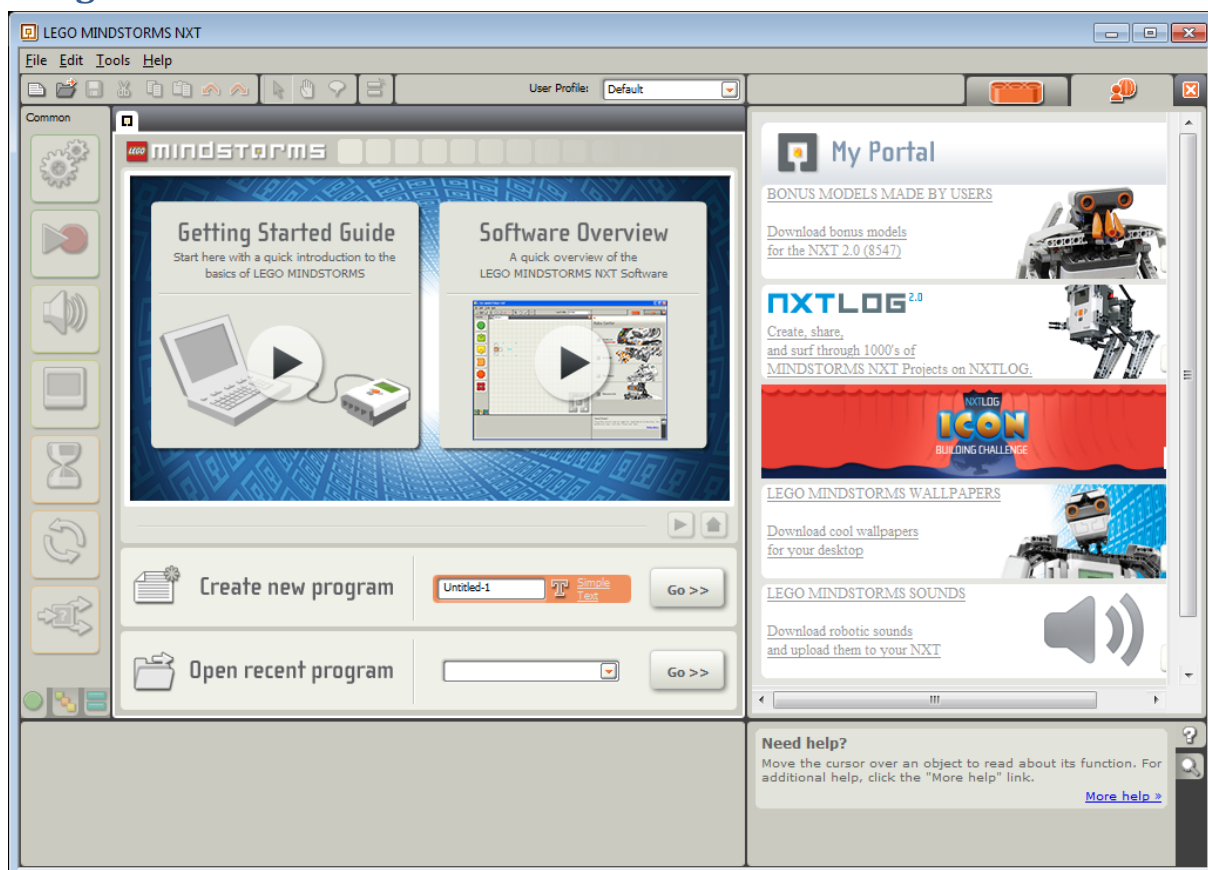 LEGO MINDSTORMS NXT
File Edit Tools Help
User Profile: Default
Common
LEGO mindstorms
Getting Started Guide
Start here with a quick introduction to the
basics of LEGO MINDSTORMS
Software Overview
A quick overview of the
LEGO MINDSTORMS NXT Software
Create new program
Untitled-1
Simple
Text
Go >>
Open recent program
Go >>
My Portal
BONUS MODELS MADE BY USERS
Download bonus models
for the NXT 2.0 (8547)
NXTLOG 2.0
Create, share,
and surf through 1000's of
MINDSTORMS NXT Projects on NXTLOG.
NXTLOG
ICON
BUILDING CHALLENGE
LEGO MINDSTORMS WALLPAPERS
Download cool wallpapers
for your desktop
LEGO MINDSTORMS SOUNDS
Download robotic sounds
and upload them to your NXT
Need help?
Move the cursor over an object to read about its function. For
additional help, click the "More help" link.
More help »